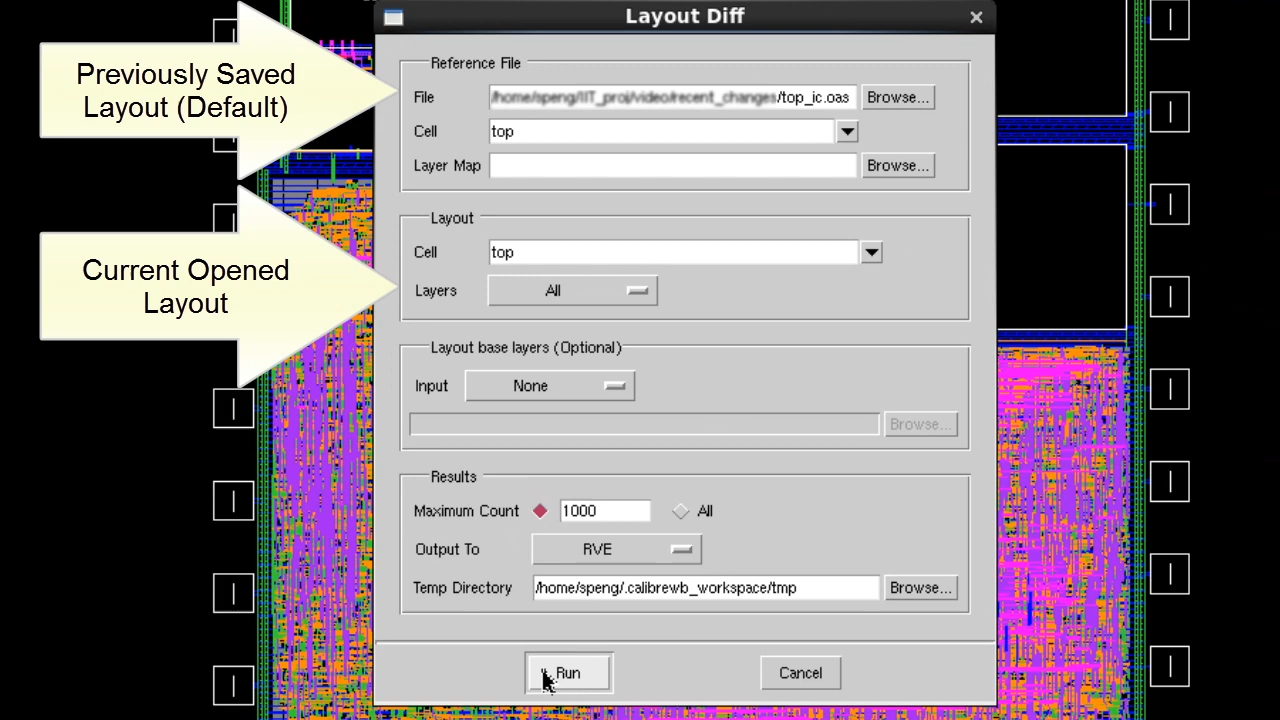 Layout Diff
Previously Saved
Layout (Default)
Reference File
File /home/speng/IIT_proj/video/recent_changes/top_ic.oas Browse...
Cell top
Layer Map Browse...
Layout
Current Opened
Layout
Cell top
Layers All
Layout base layers (Optional)
Input None
Browse...
Results
Maximum Count 1000 All
Output To RVE
Temp Directory /home/speng/.calibrewb_workspace/tmp Browse...
Run Cancel